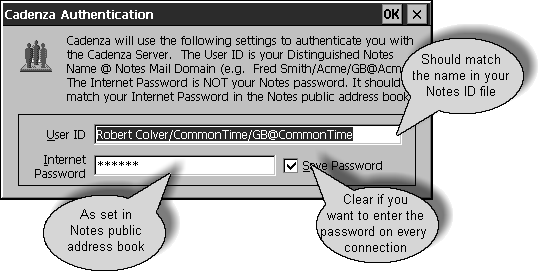 Cadenza Authentication OK ×
Cadenza will use the following settings to authenticate you with
the Cadenza Server. The User ID is your Distinguished Notes
Name @ Notes Mail Domain (e.g. Fred Smith/Acme/GB@Acm
The Internet Password is NOT your Notes password. It should
match your Internet Password in the Notes public address book
Should match
the name in your
Notes ID file
User ID Robert Colver/CommonTime/GB@CommonTime
Internet
Password ****** Save Password
As set in
Notes public
address book
Clear if you
want to enter the
password on every
connection